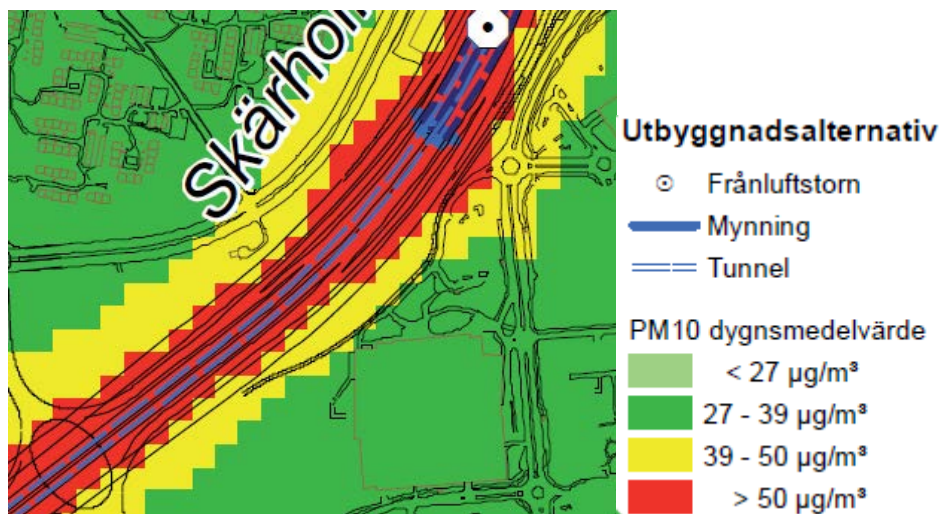 Skärhol
Utbyggnadsalternativ
Frånluftstorn
Mynning
Tunnel
PM10 dygnsmedelvärde
< 27 µg/m³
27 - 39 µg/m³
39 - 50 µg/m³
> 50 µg/m³